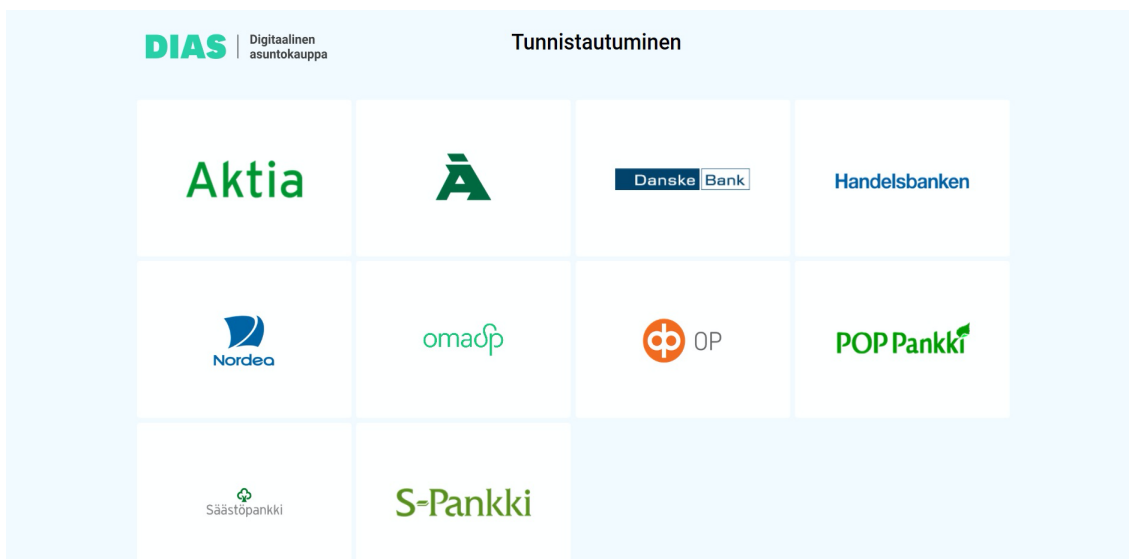 DIAS
Digitaalinen
asuntokauppa
Tunnistautuminen
Aktia
Ä
Danske Bank
Handelsbanken
Nordea
omasp
OP
POP Pankki
Säästöpankki
S-Pankki